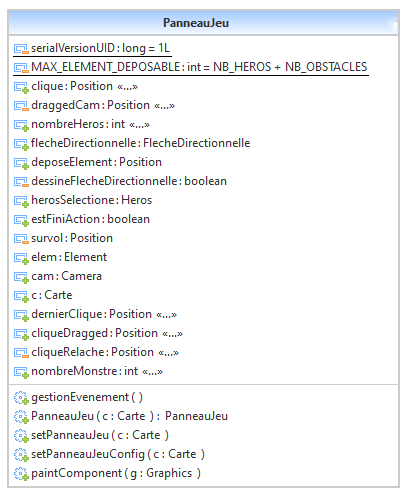 PanneauJeu
serialVersionUID : long = 1L
MAX_ELEMENT_DEPOSABLE : int = NB_HEROS + NB_OBSTACLES
clique : Position «...»
draggedCam : Position «...»
nombreHeros : int «...»
flecheDirectionnelle : FlecheDirectionnelle
deposeElement : Position
dessineFlecheDirectionnelle : boolean
herosSelectione : Heros
estFiniAction : boolean
survol : Position
elem : Element
cam : Camera
c : Carte
dernierClique : Position «...»
cliqueDragged : Position «...»
cliqueRelache : Position «...»
nombreMonstre : int «...»
gestionEvenement ( )
PanneauJeu ( c : Carte ) : PanneauJeu
setPanneauJeu ( c : Carte )
setPanneauJeuConfig ( c : Carte )
paintComponent ( g : Graphics )